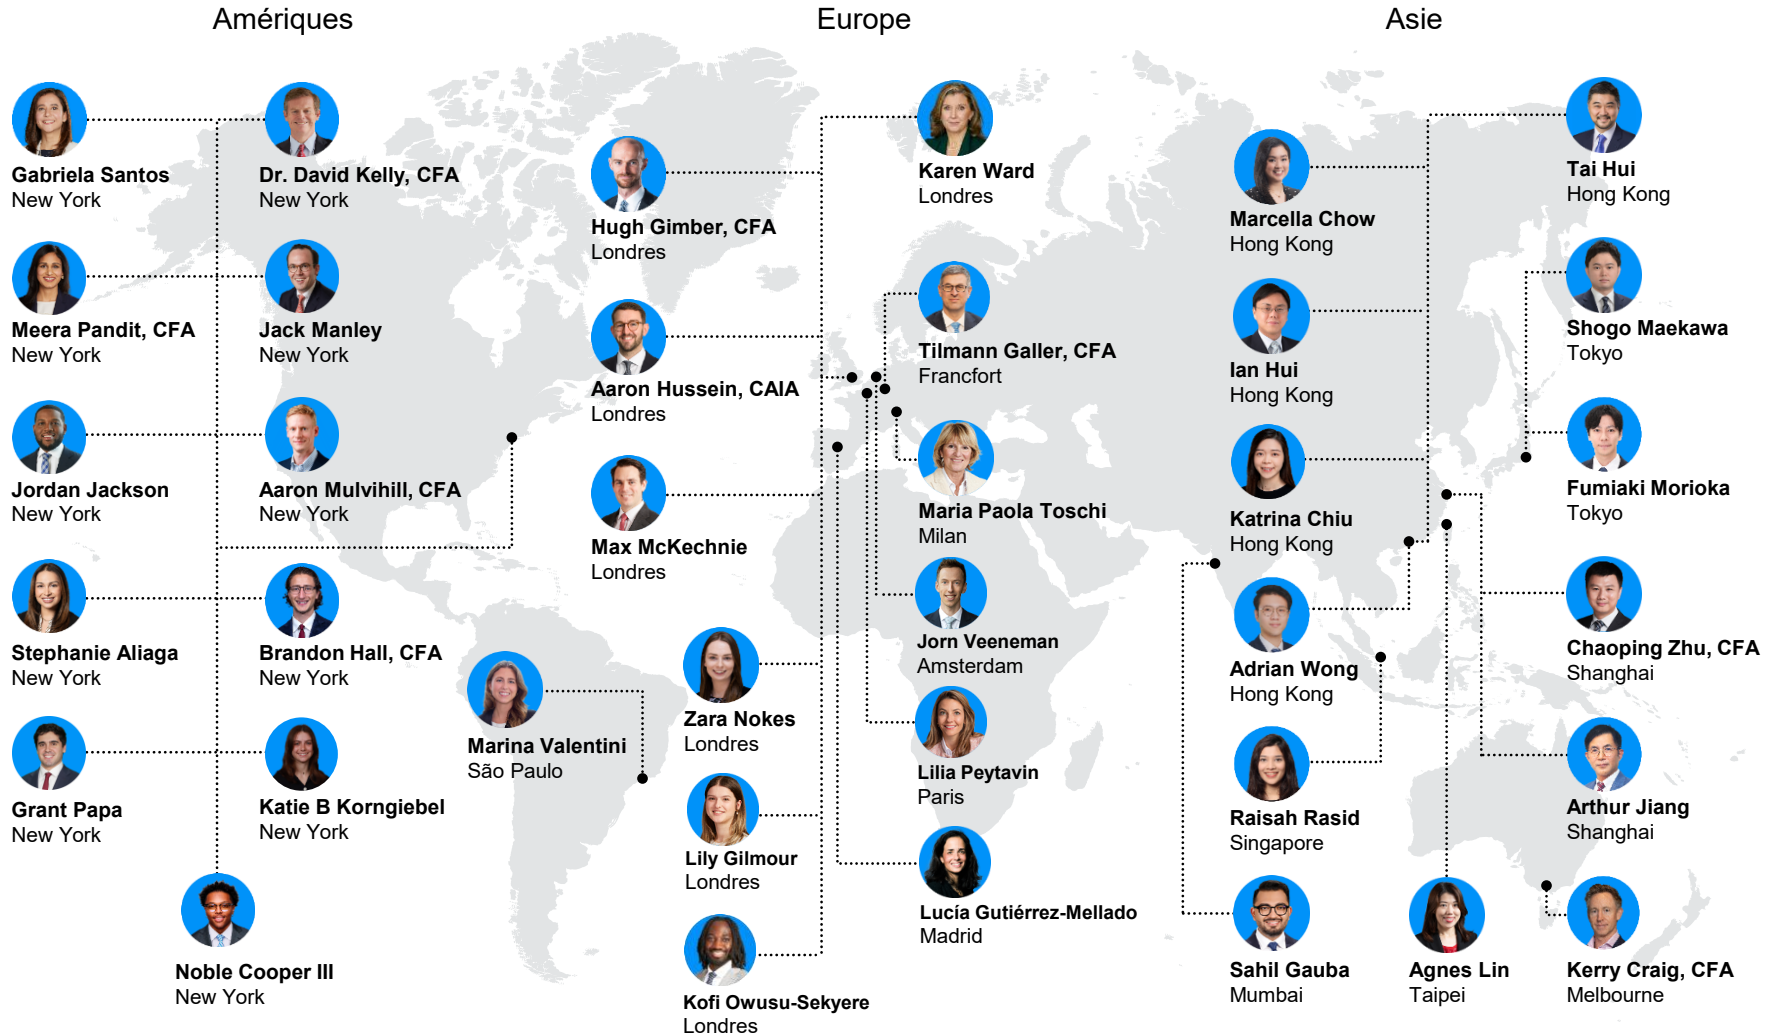 Amériques
Europe
Asie
Gabriela Santos
New York
Dr. David Kelly, CFA
New York
Meera Pandit, CFA
New York
Jack Manley
New York
Jordan Jackson
New York
Aaron Mulvihill, CFA
New York
Stephanie Aliaga
New York
Brandon Hall, CFA
New York
Grant Papa
New York
Katie B Korngiebel
New York
Noble Cooper III
New York
Marina Valentini
São Paulo
Hugh Gimber, CFA
Londres
Aaron Hussein, CAIA
Londres
Max McKechnie
Londres
Zara Nokes
Londres
Lily Gilmour
Londres
Kofi Owusu-Sekyere
Londres
Karen Ward
Londres
Tilmann Galler, CFA
Francfort
Maria Paola Toschi
Milan
Jorn Veeneman
Amsterdam
Lilia Peytavin
Paris
Lucía Gutiérrez-Mellado
Madrid
Marcella Chow
Hong Kong
Ian Hui
Hong Kong
Katrina Chiu
Hong Kong
Adrian Wong
Hong Kong
Raisah Rasid
Singapore
Sahil Gauba
Mumbai
Agnes Lin
Taipei
Tai Hui
Hong Kong
Shogo Maekawa
Tokyo
Fumiaki Morioka
Tokyo
Chaoping Zhu, CFA
Shanghai
Arthur Jiang
Shanghai
Kerry Craig, CFA
Melbourne